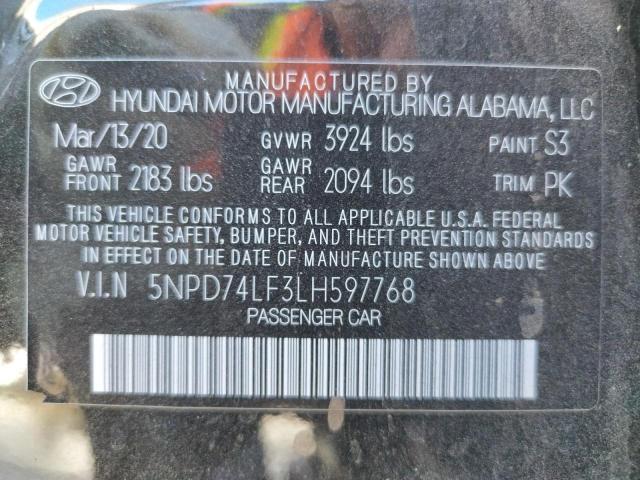 MANUFACTURED BY
HYUNDAI MOTOR MANUFACTURING ALABAMA, LLC
Mar/13/20 GVWR 3924 lbs PAINT S3
GAWR FRONT 2183 lbs GAWR REAR 2094 lbs TRIM PK
THIS VEHICLE CONFORMS TO ALL APPLICABLE U.S.A. FEDERAL
MOTOR VEHICLE SAFETY, BUMPER, AND THEFT PREVENTION STANDARDS
IN EFFECT ON THE DATE OF MANUFACTURE SHOWN ABOVE.
V.I.N 5NPD74LF3LH597768
PASSENGER CAR